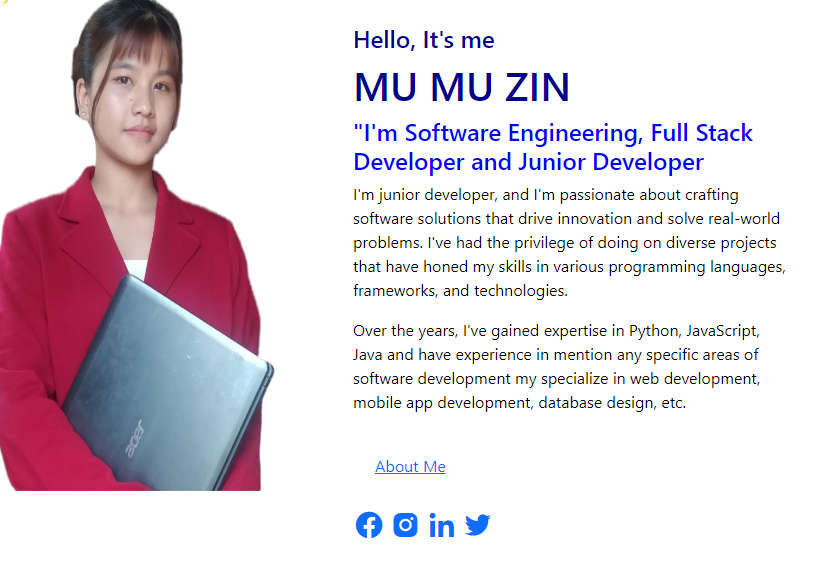 Hello, It's me
MU MU ZIN
"I'm Software Engineering, Full Stack
Developer and Junior Developer
I'm junior developer, and I'm passionate about crafting
software solutions that drive innovation and solve real-world
problems. I've had the privilege of doing on diverse projects
that have honed my skills in various programming languages,
frameworks, and technologies.
Over the years, I've gained expertise in Python, JavaScript,
Java and have experience in mention any specific areas of
software development my specialize in web development,
mobile app development, database design, etc.
acer
About Me
in